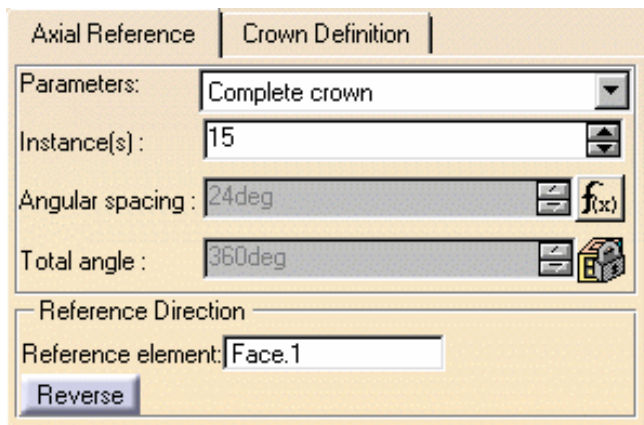 Axial Reference Crown Definition
Parameters: Complete crown
Instance(s) : 15
Angular spacing : 24deg f(x)
Total angle : 360deg
Reference Direction
Reference element: Face.1
Reverse